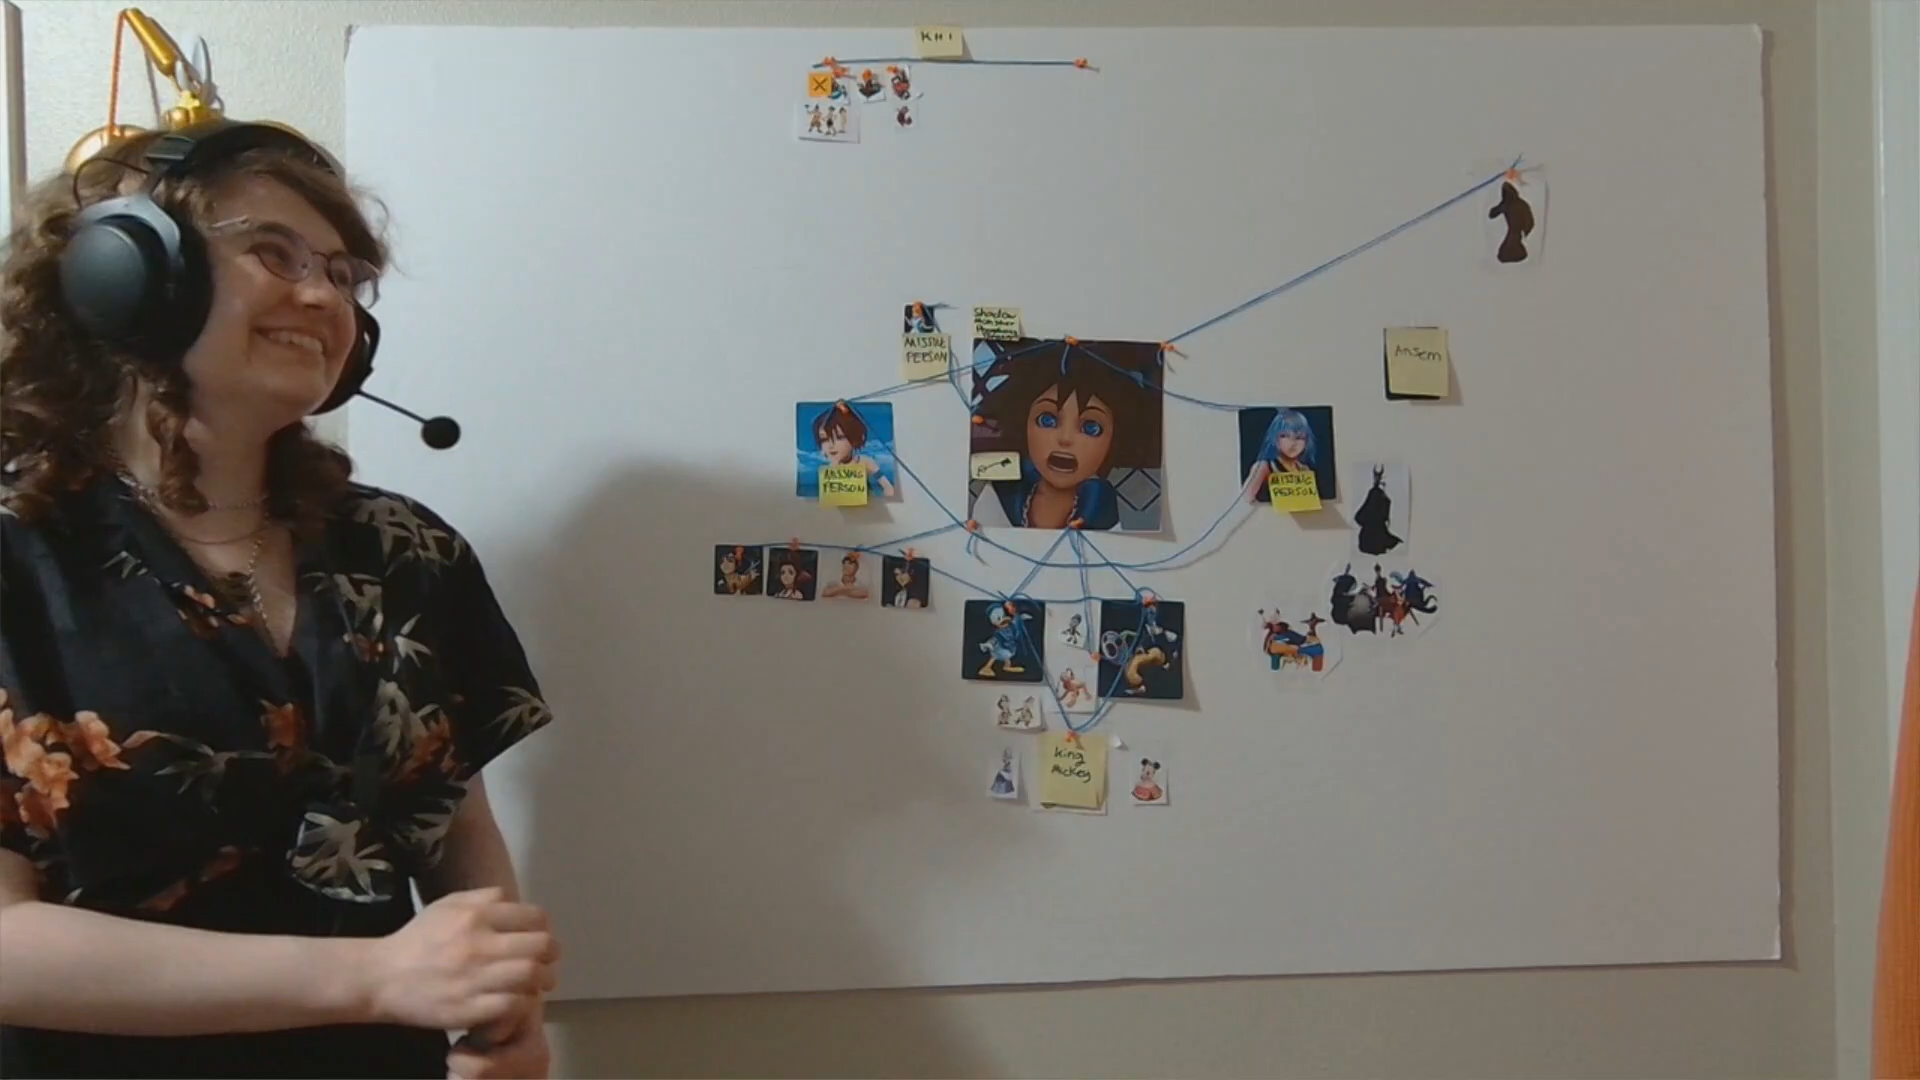 KH1
X
Shadow
MISSING
PERSON
Ansem
MISSING
PERSON
MISSING
PERSON
King
Mickey